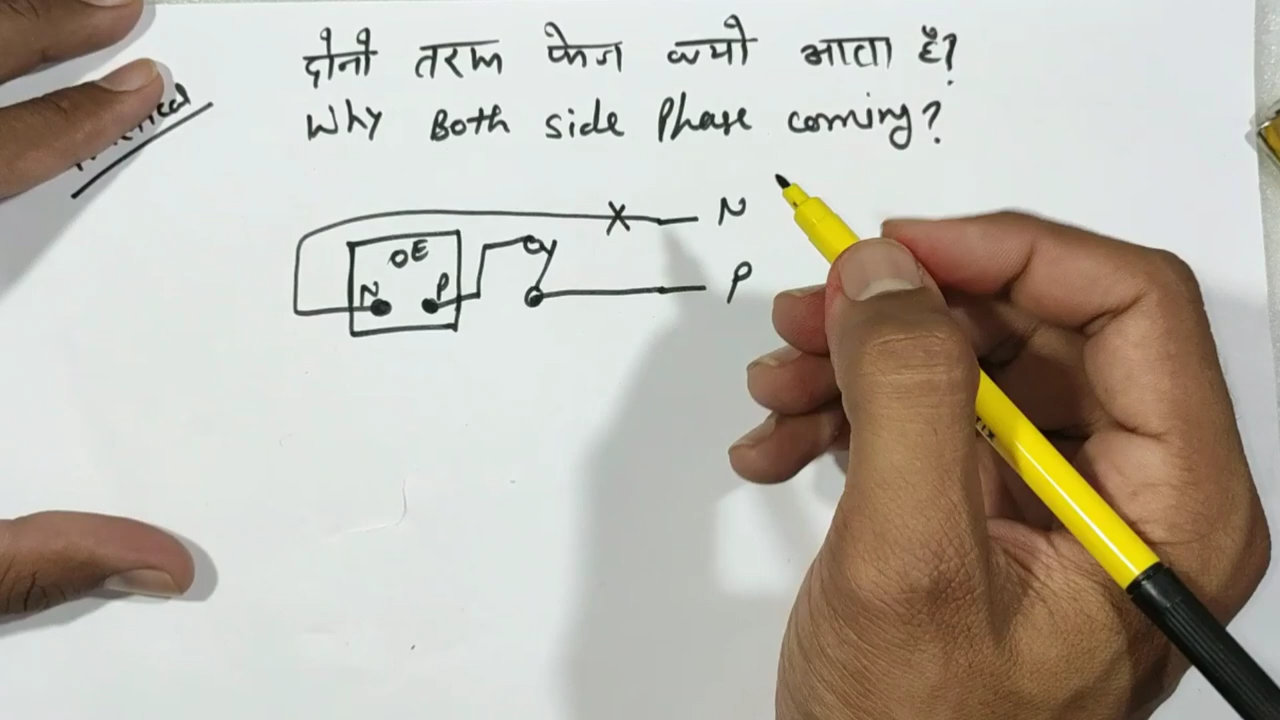 दोनो तरफ फेज क्यो आता है?
Why Both side Phase coming?
X N
OE
N P
P